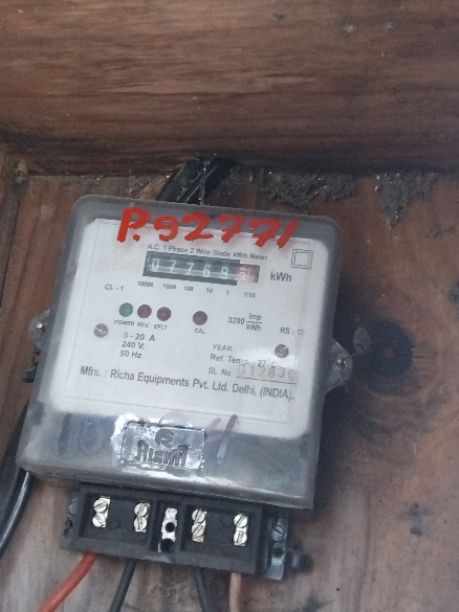 P.92771
A.C. 1 Phase 2 Wire Static kWh Meter
07769
kWh
10000 1000 100 10 1 1/10
CL - 1
POWER REV. EFLT CAL.
3200 imp/kWh
5 - 20 A
240 V.
50 Hz
YEAR :
Ref. Temp.
SL. No.
Mfrs. : Richa Equipments Pvt. Ltd. Delhi, (INDIA)